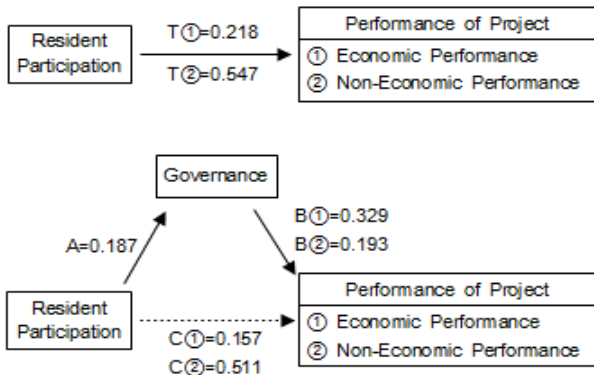 Resident
Participation
T①=0.218
T②=0.547
Performance of Project
① Economic Performance
② Non-Economic Performance
Governance
A=0.187
B①=0.329
B②=0.193
Resident
Participation
C①=0.157
C②=0.511
Performance of Project
① Economic Performance
② Non-Economic Performance